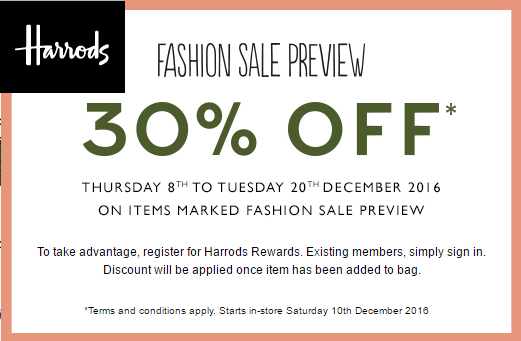 Harrods
FASHION SALE PREVIEW
30% OFF*
THURSDAY 8TH TO TUESDAY 20TH DECEMBER 2016
ON ITEMS MARKED FASHION SALE PREVIEW
To take advantage, register for Harrods Rewards. Existing members, simply sign in.
Discount will be applied once item has been added to bag.
*Terms and conditions apply. Starts in-store Saturday 10th December 2016